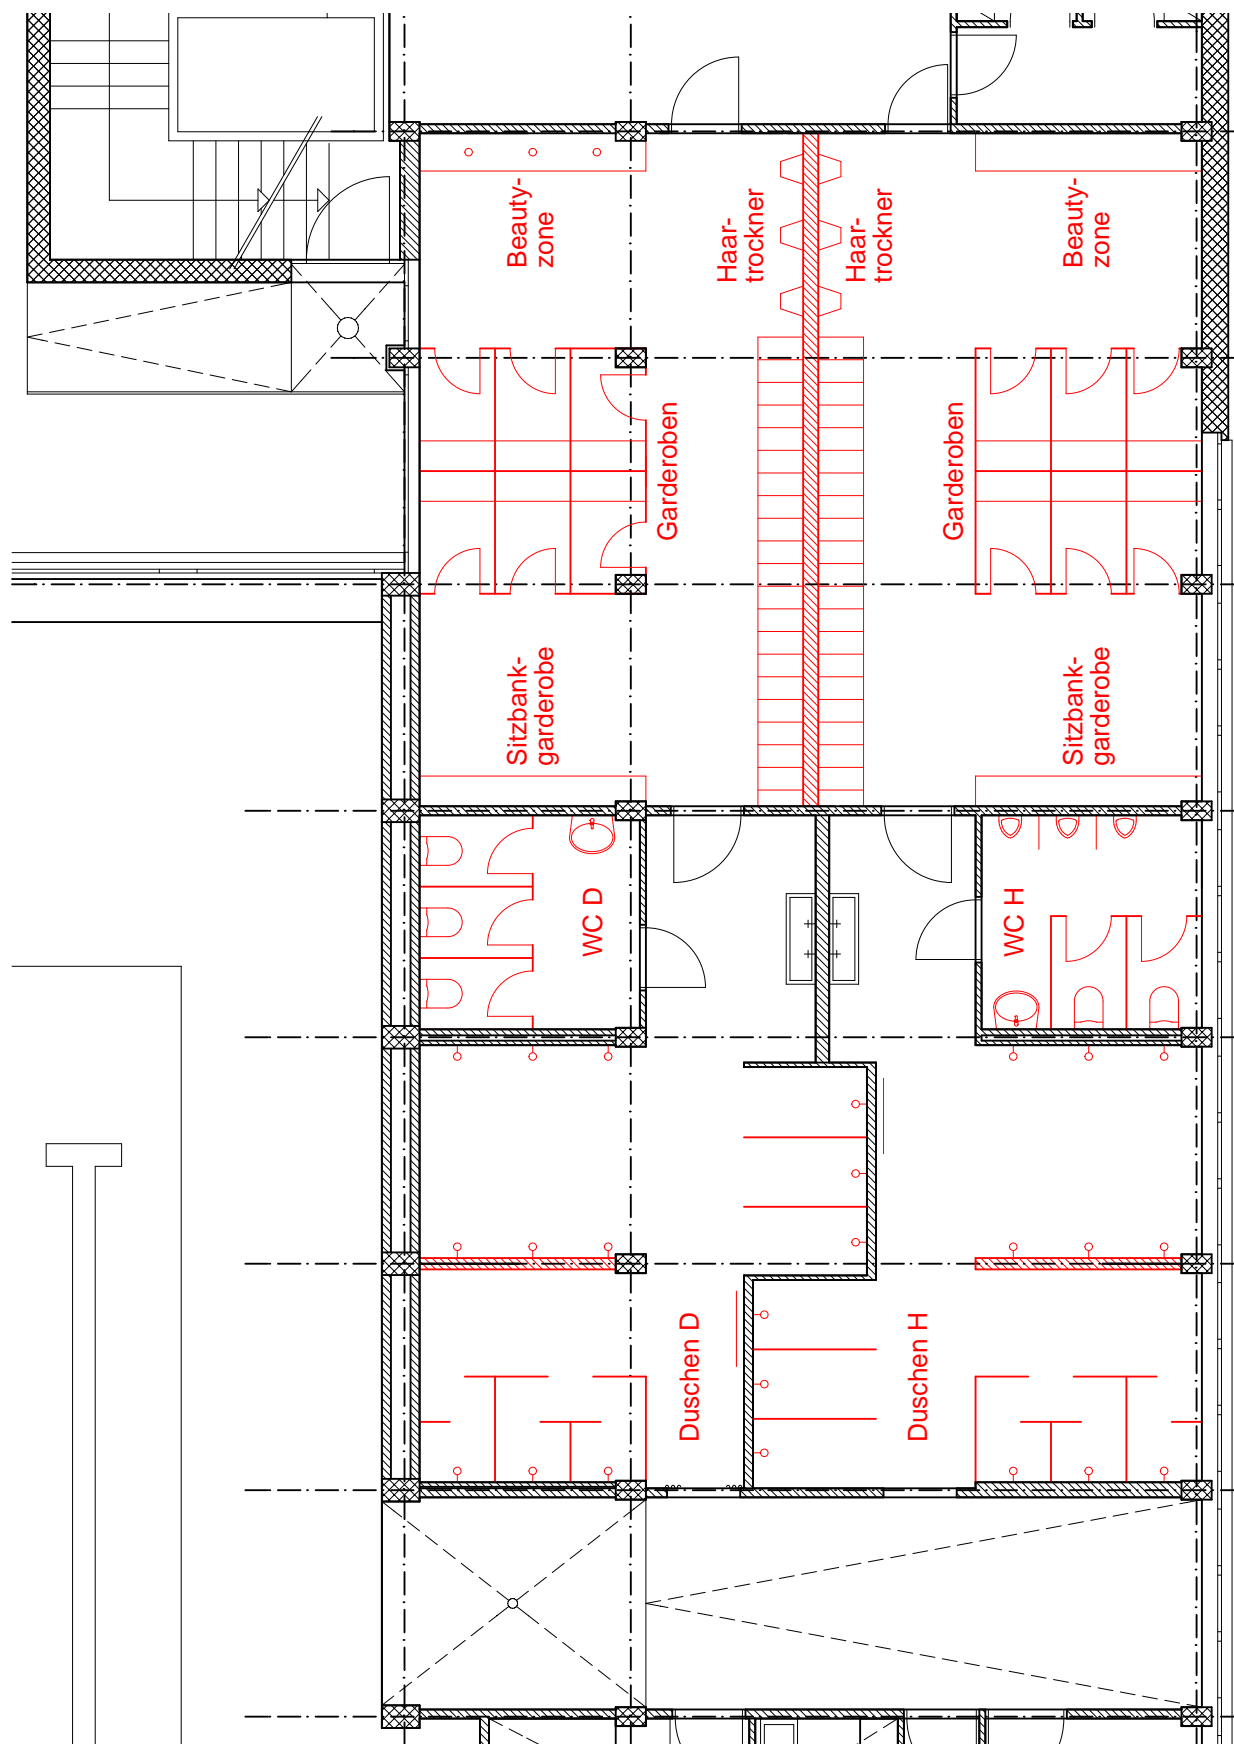 Beauty-
zone
Haar-
trockner
Haar-
trockner
Beauty-
zone
Garderoben
Garderoben
Sitzbank-
garderobe
Sitzbank-
garderobe
WC D
WC H
Duschen D
Duschen H